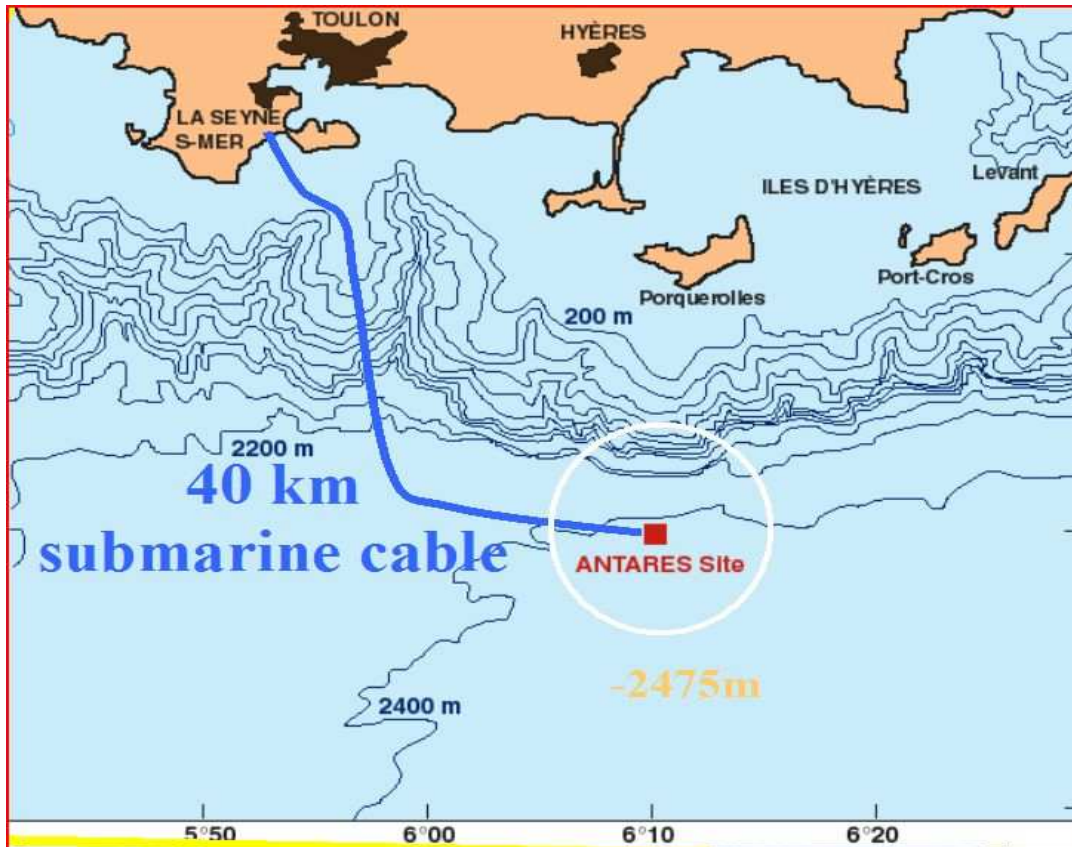 TOULON
HYÈRES
LA SEYNE
S-MER
Levant
ILES D'HYÈRES
Port-Cros
Porquerolles
200 m
2200 m
40 km
submarine cable
ANTARES Site
-2475m
2400 m
5°50
6°00
6°10
6°20